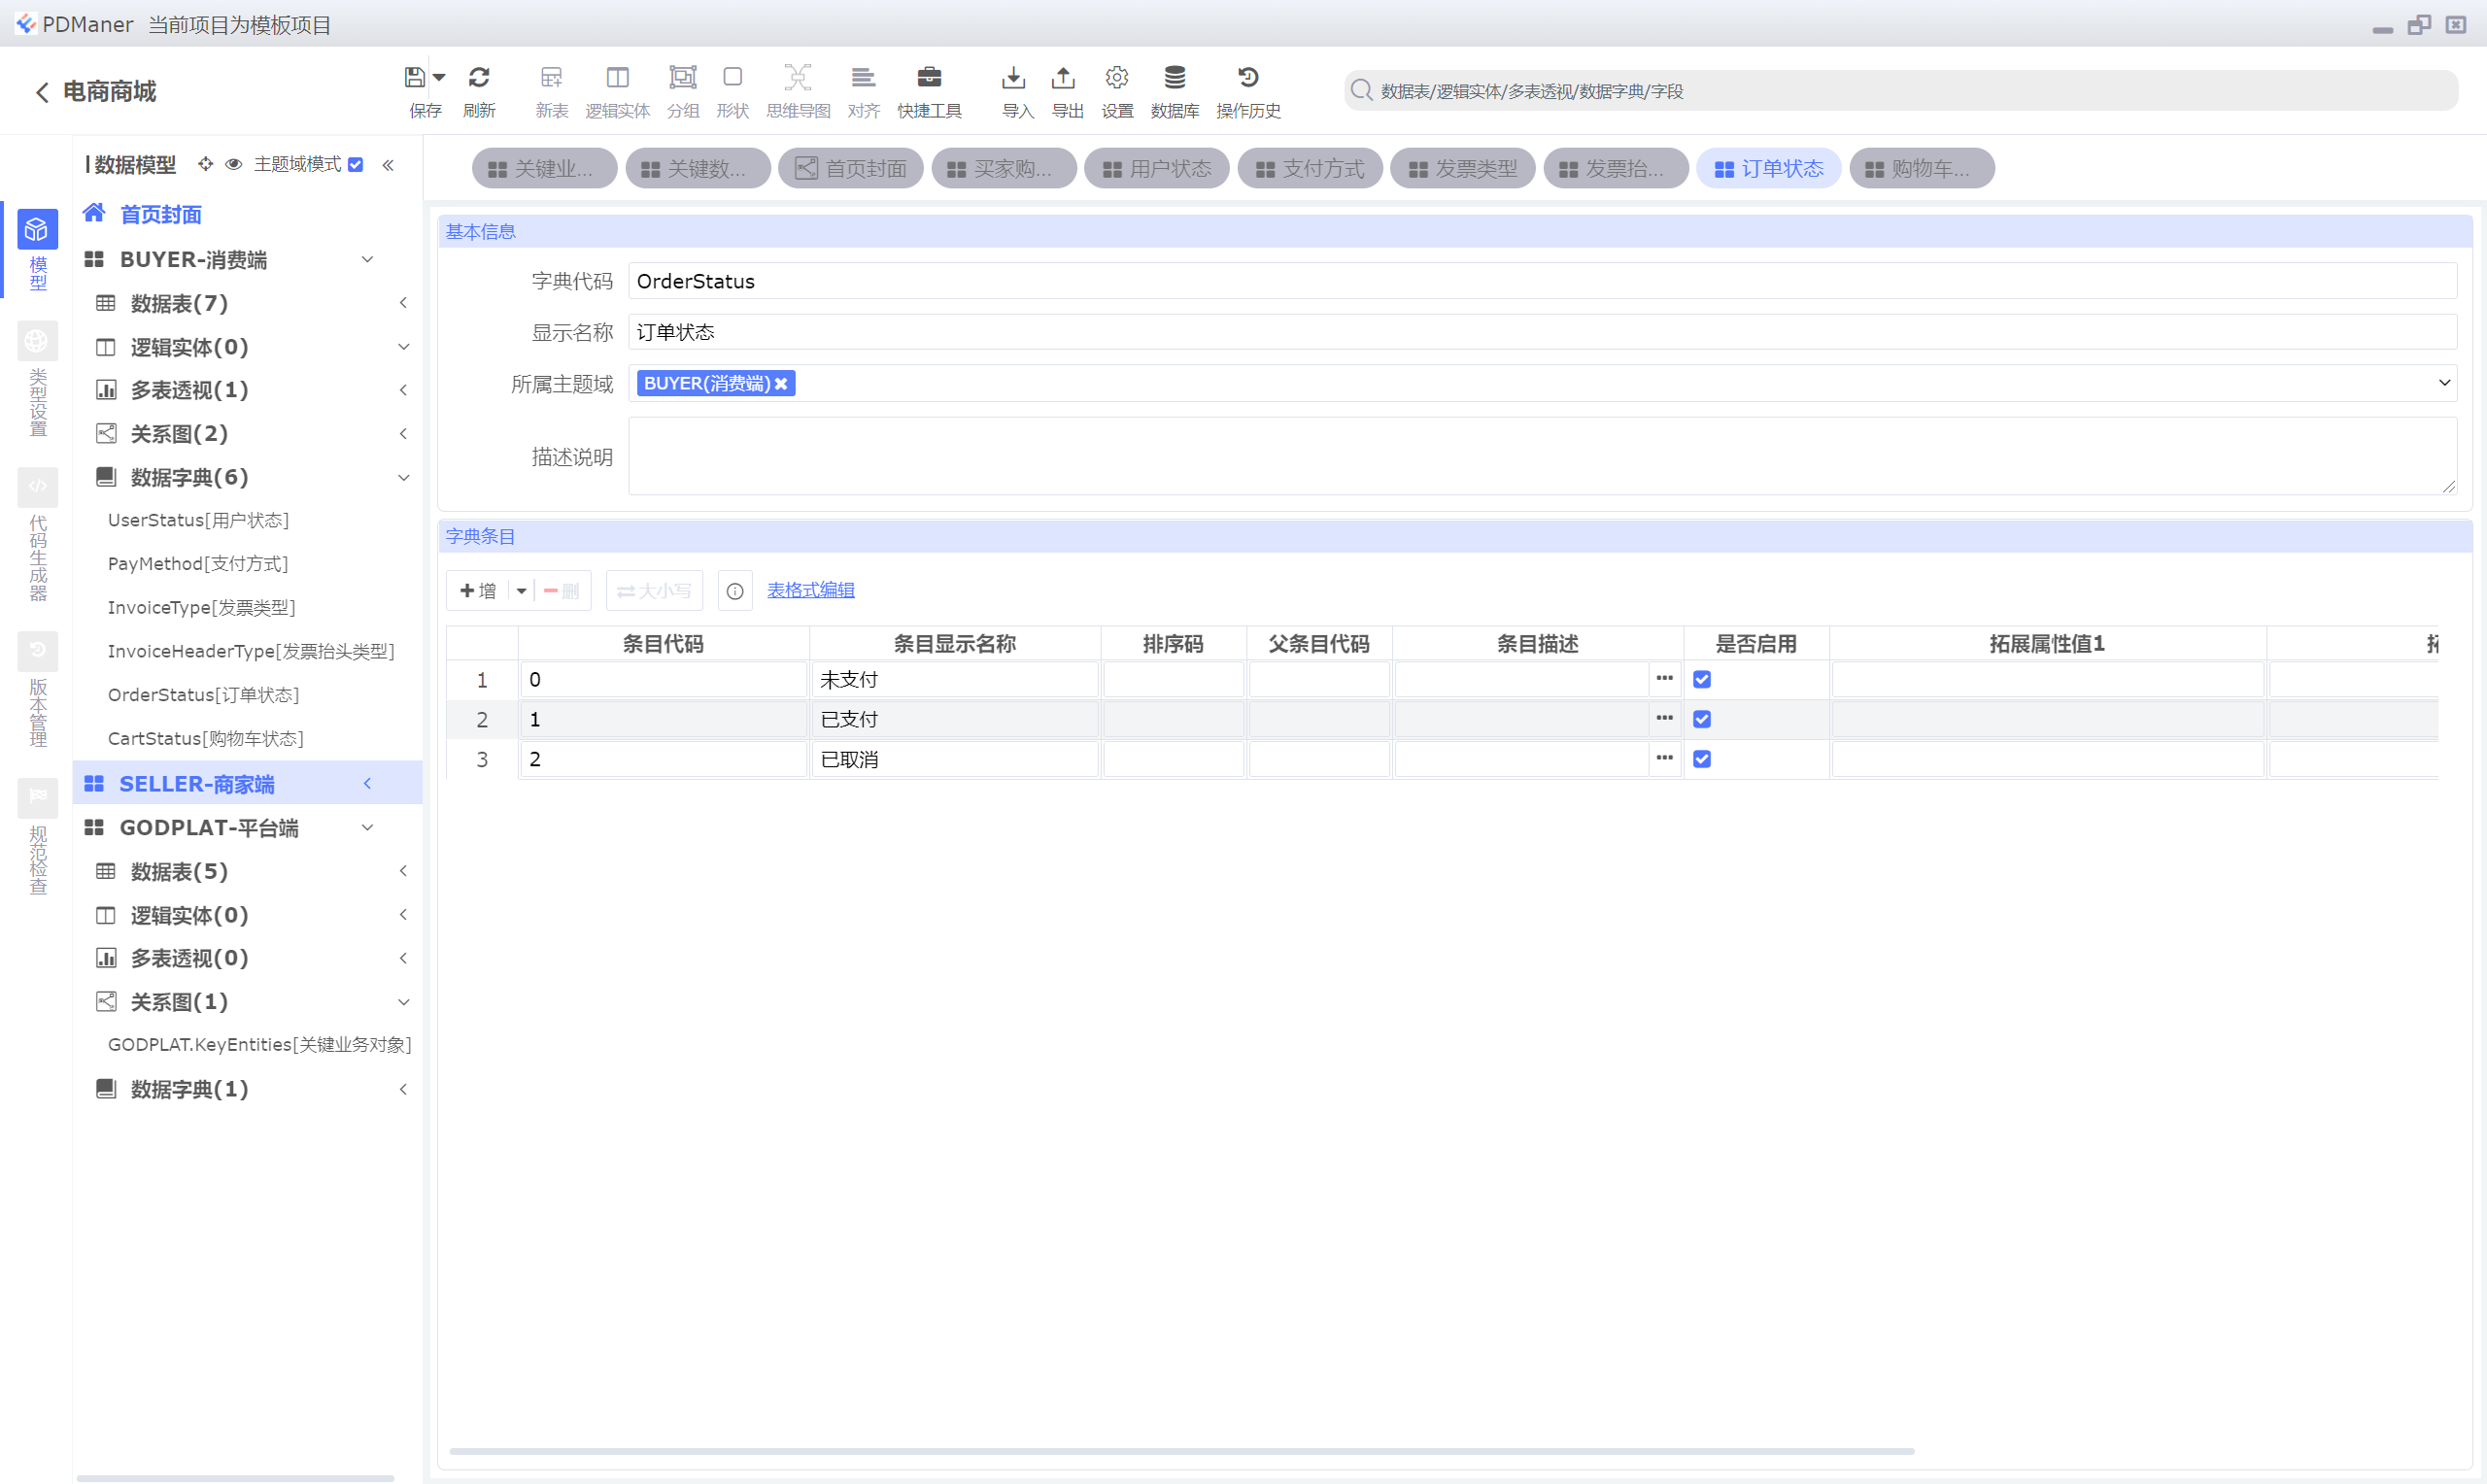 PDManer 当前项目为模板项目
电商商城
保存 刷新 新表 逻辑实体 分组 形状 思维导图 对齐 快捷工具 导入 导出 设置 数据库 操作历史
数据表/逻辑实体/多表透视/数据字典/字段
模型
类型设置
代码生成器
版本管理
规范检查
数据模型 主题域模式
首页封面
BUYER-消费端
数据表(7)
逻辑实体(0)
多表透视(1)
关系图(2)
数据字典(6)
UserStatus[用户状态]
PayMethod[支付方式]
InvoiceType[发票类型]
InvoiceHeaderType[发票抬头类型]
OrderStatus[订单状态]
CartStatus[购物车状态]
SELLER-商家端
GODPLAT-平台端
数据表(5)
逻辑实体(0)
多表透视(0)
关系图(1)
GODPLAT.KeyEntities[关键业务对象]
数据字典(1)
关键业... 关键数... 首页封面 买家购... 用户状态 支付方式 发票类型 发票抬... 订单状态 购物车...
基本信息
字典代码 OrderStatus
显示名称 订单状态
所属主题域 BUYER(消费端)
描述说明
字典条目
增 删 大小写 表格式编辑
条目代码 条目显示名称 排序码 父条目代码 条目描述 是否启用 拓展属性值1
1 0 未支付
2 1 已支付
3 2 已取消